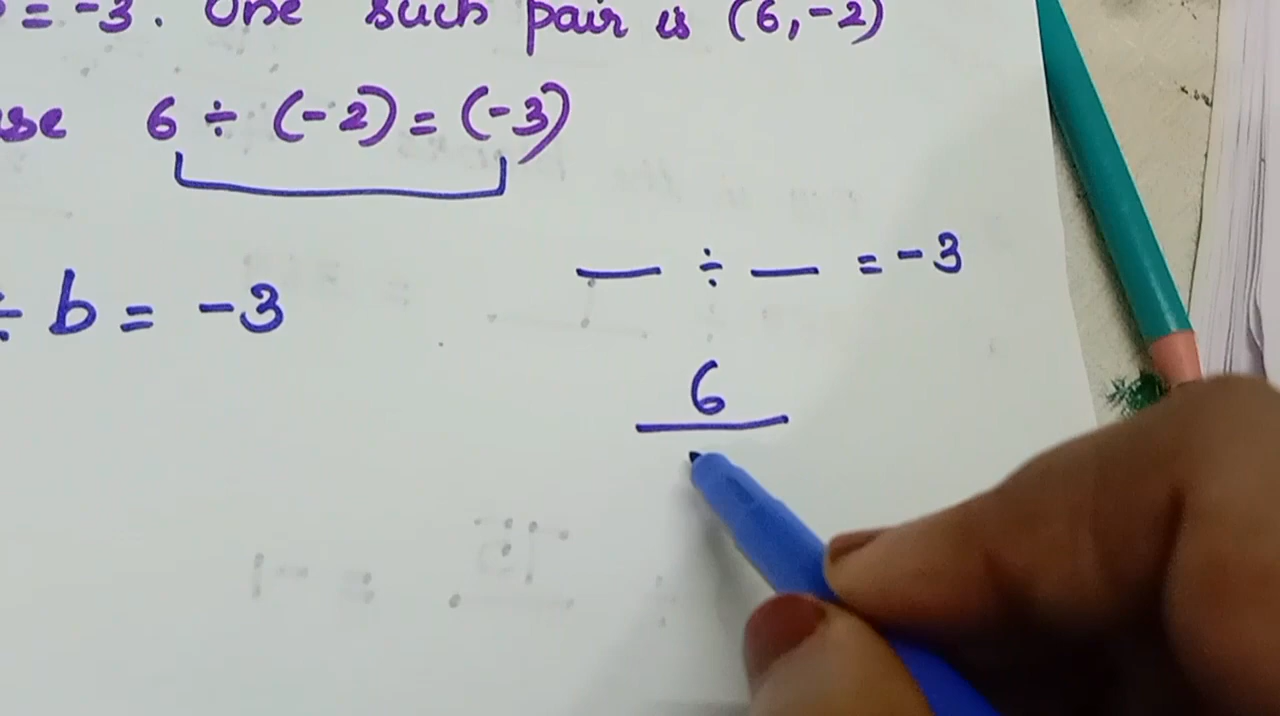 = -3. One such pair is (6, -2)
se 6 ÷ (-2) = (-3)
— ÷ — = -3
÷ b = -3
6